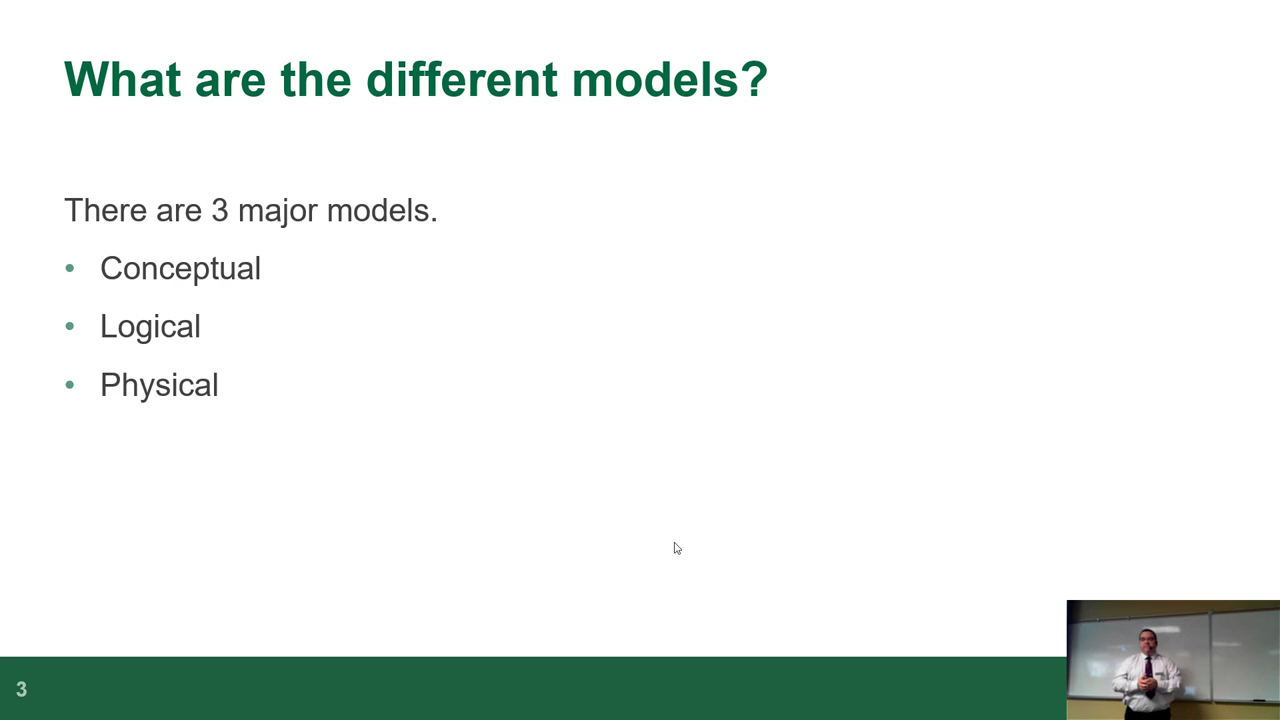 What are the different models?
There are 3 major models.
• Conceptual
• Logical
• Physical
3